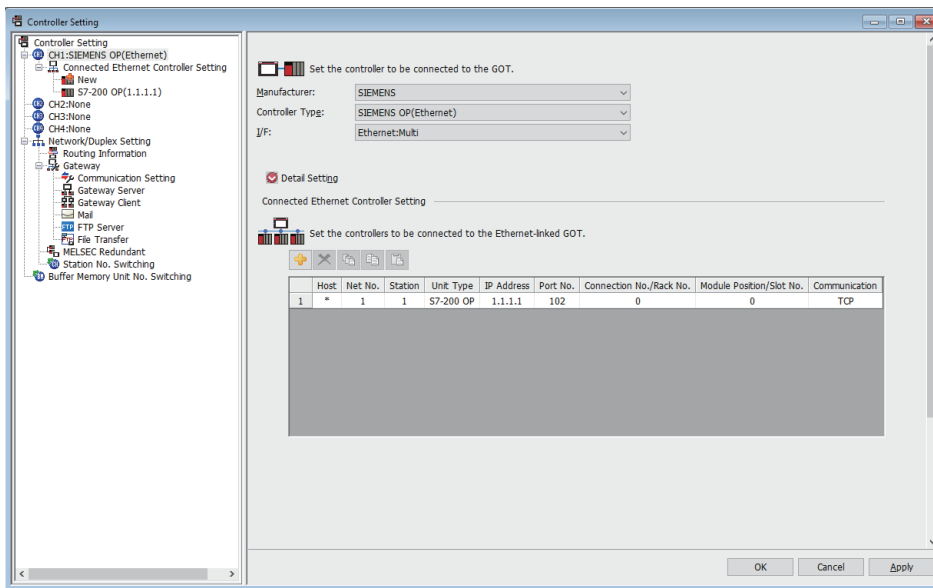 Controller Setting
Controller Setting
CH1:SIEMENS OP(Ethernet)
Connected Ethernet Controller Setting
New
S7-200 OP(1.1.1.1)
CH2:None
CH3:None
CH4:None
Network/Duplex Setting
Routing Information
Gateway
Communication Setting
Gateway Server
Gateway Client
Mail
FTP Server
File Transfer
MELSEC Redundant
Station No. Switching
Buffer Memory Unit No. Switching
Set the controller to be connected to the GOT.
Manufacturer: SIEMENS
Controller Type: SIEMENS OP(Ethernet)
I/F: Ethernet:Multi
Detail Setting
Connected Ethernet Controller Setting
Set the controllers to be connected to the Ethernet-linked GOT.
Host Net No. Station Unit Type IP Address Port No. Connection No./Rack No. Module Position/Slot No. Communication
1 * 1 1 S7-200 OP 1.1.1.1 102 0 0 TCP
OK Cancel Apply